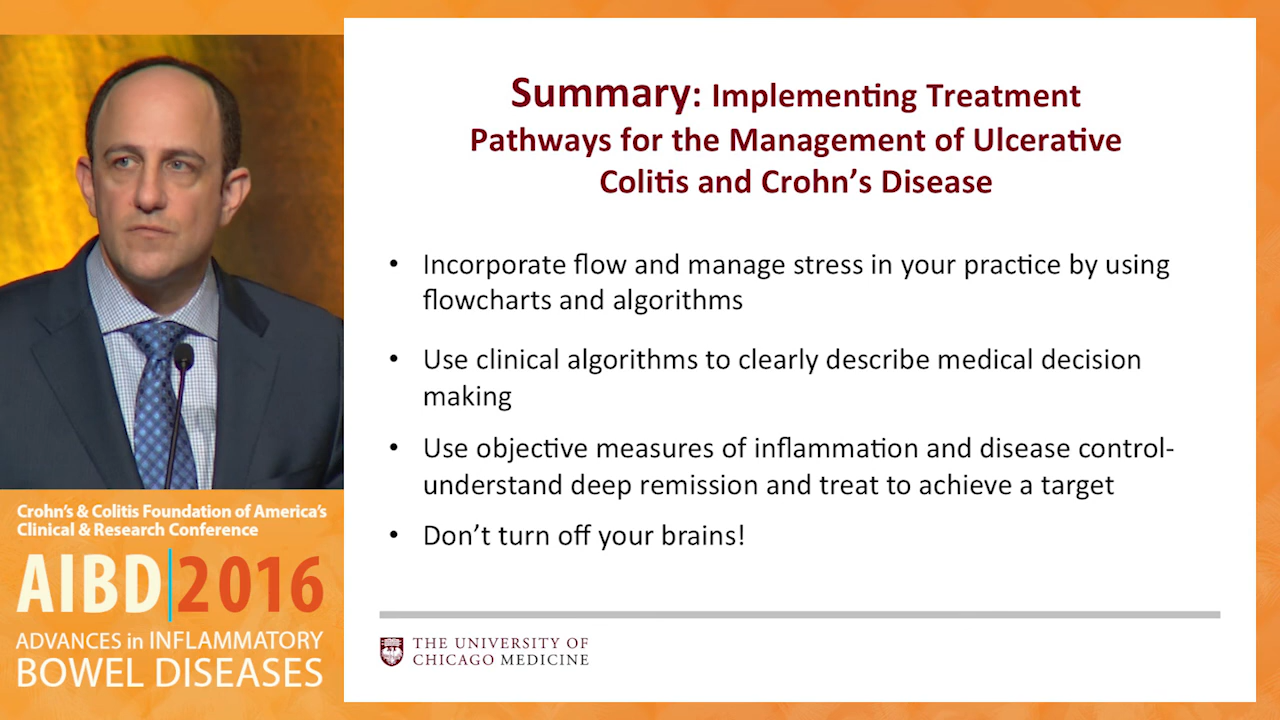 Summary: Implementing Treatment
Pathways for the Management of Ulcerative
Colitis and Crohn’s Disease
• Incorporate flow and manage stress in your practice by using
flowcharts and algorithms
• Use clinical algorithms to clearly describe medical decision
making
• Use objective measures of inflammation and disease control-
understand deep remission and treat to achieve a target
• Don’t turn off your brains!
THE UNIVERSITY OF
CHICAGO MEDICINE
Crohn’s & Colitis Foundation of America’s
Clinical & Research Conference
AIBD|2016
ADVANCES in INFLAMMATORY
BOWEL DISEASES